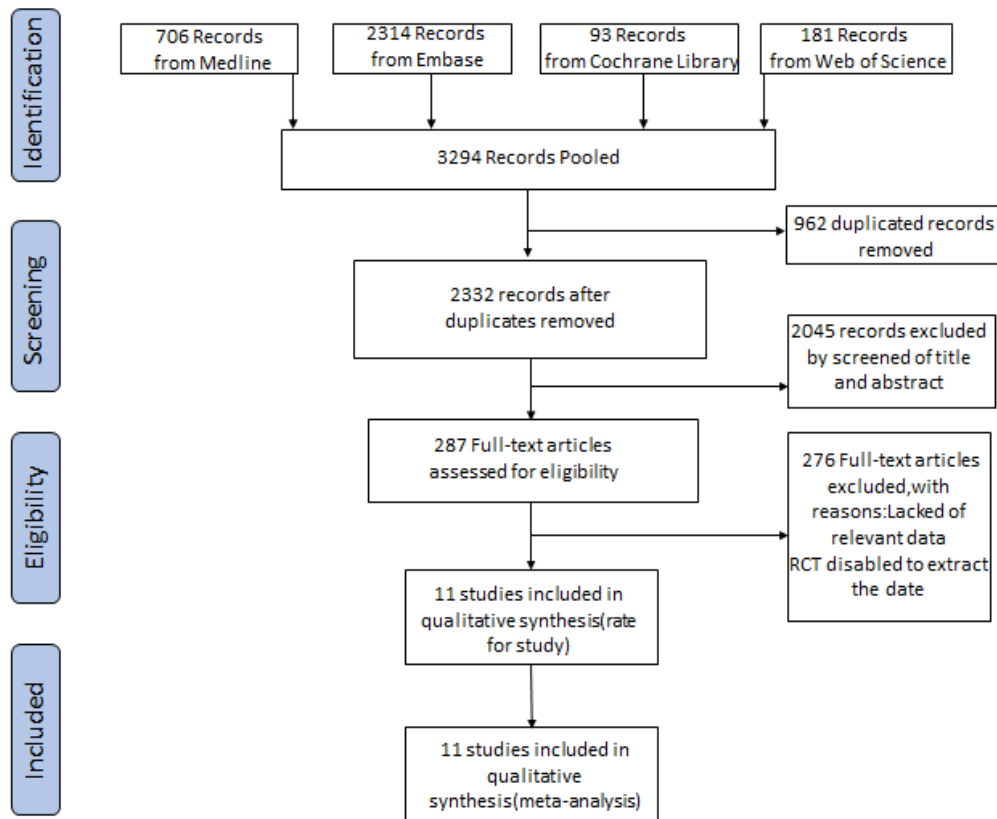 Identification
706 Records
from Medline
2314 Records
from Embase
93 Records
from Cochrane Library
181 Records
from Web of Science
3294 Records Pooled
Screening
962 duplicated records
removed
2332 records after
duplicates removed
2045 records excluded
by screened of title
and abstract
Eligibility
287 Full-text articles
assessed for eligibility
276 Full-text articles
excluded,with
reasons:Lacked of
relevant data
RCT disabled to extract
the date
11 studies included in
qualitative synthesis(rate
for study)
Included
11 studies included in
qualitative
synthesis(meta-analysis)